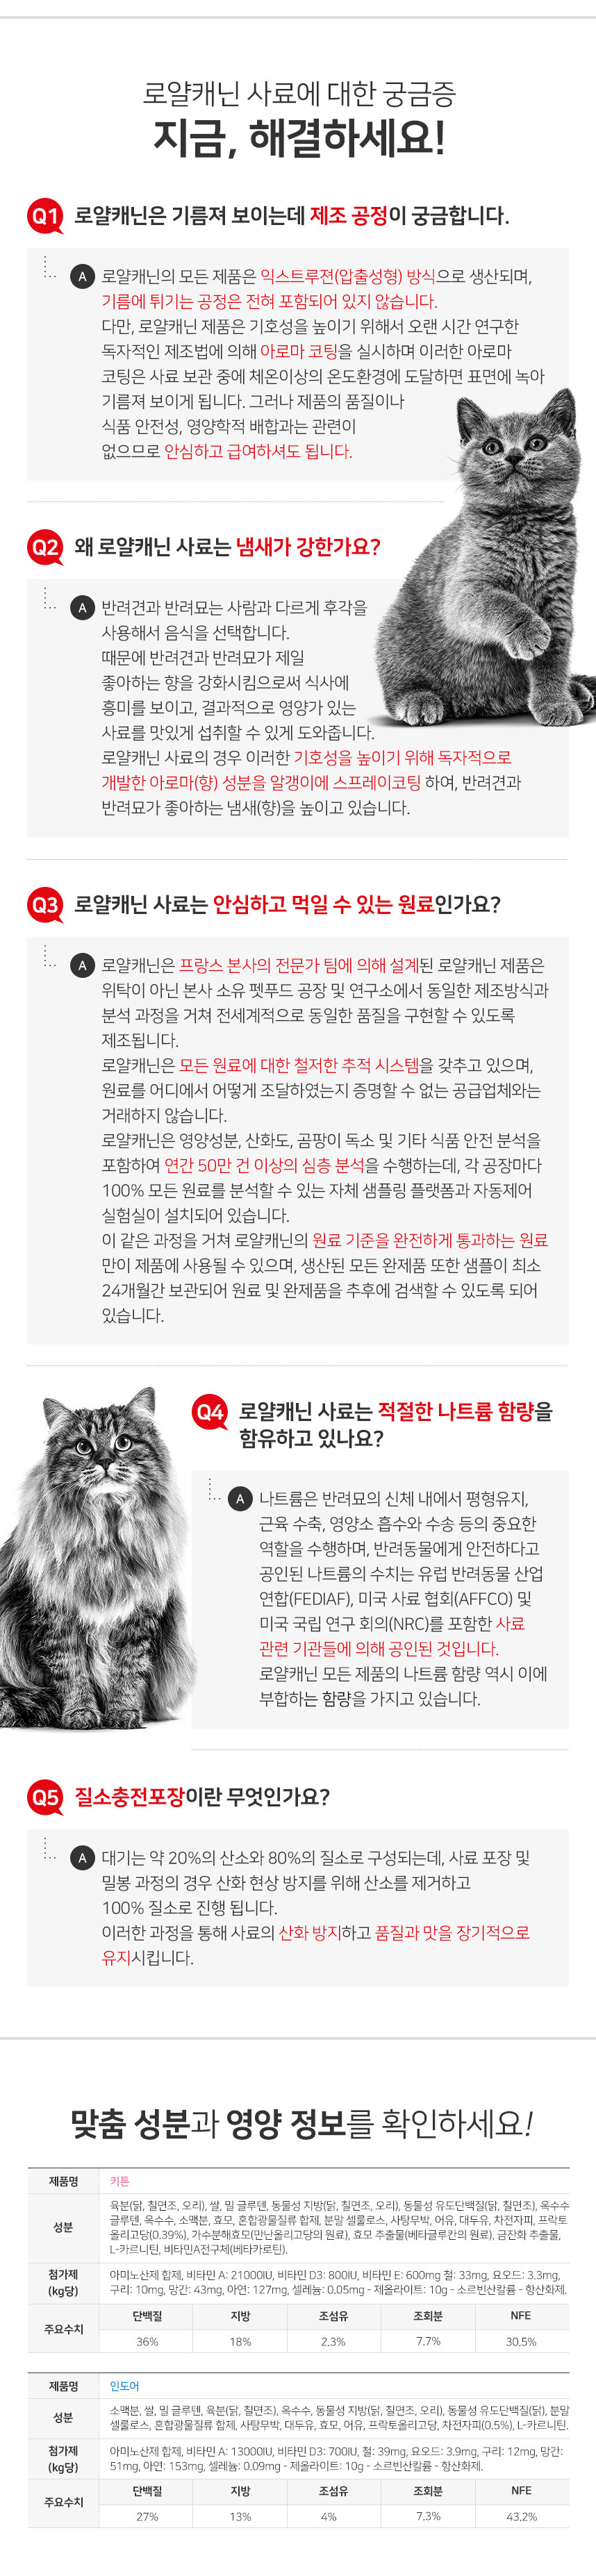 로얄캐닌 사료에 대한 궁금증
지금, 해결하세요!
Q1 로얄캐닌은 기름져 보이는데 제조 공정이 궁금합니다.
A 로얄캐닌의 모든 제품은 익스트루젼(압출성형) 방식으로 생산되며,
기름에 튀기는 공정은 전혀 포함되어 있지 않습니다.
다만, 로얄캐닌 제품은 기호성을 높이기 위해서 오랜 시간 연구한
독자적인 제조법에 의해 아로마 코팅을 실시하며 이러한 아로마
코팅은 사료 보관 중에 체온이상의 온도환경에 도달하면 표면에 녹아
기름져 보이게 됩니다. 그러나 제품의 품질이나
식품 안전성, 영양학적 배합과는 관련이
없으므로 안심하고 급여하셔도 됩니다.
Q2 왜 로얄캐닌 사료는 냄새가 강한가요?
A 반려견과 반려묘는 사람과 다르게 후각을
사용해서 음식을 선택합니다.
때문에 반려견과 반려묘가 제일
좋아하는 향을 강화시킴으로써 식사에
흥미를 보이고, 결과적으로 영양가 있는
사료를 맛있게 섭취할 수 있게 도와줍니다.
로얄캐닌 사료의 경우 이러한 기호성을 높이기 위해 독자적으로
개발한 아로마(향) 성분을 알갱이에 스프레이코팅 하여, 반려견과
반려묘가 좋아하는 냄새(향)을 높이고 있습니다.
Q3 로얄캐닌 사료는 안심하고 먹일 수 있는 원료인가요?
A 로얄캐닌은 프랑스 본사의 전문가 팀에 의해 설계된 로얄캐닌 제품은
위탁이 아닌 본사 소유 펫푸드 공장 및 연구소에서 동일한 제조방식과
분석 과정을 거쳐 전세계적으로 동일한 품질을 구현할 수 있도록
제조됩니다.
로얄캐닌은 모든 원료에 대한 철저한 추적 시스템을 갖추고 있으며,
원료를 어디에서 어떻게 조달하였는지 증명할 수 없는 공급업체와는
거래하지 않습니다.
로얄캐닌은 영양성분, 산화도, 곰팡이 독소 및 기타 식품 안전 분석을
포함하여 연간 50만 건 이상의 심층 분석을 수행하는데, 각 공장마다
100% 모든 원료를 분석할 수 있는 자체 샘플링 플랫폼과 자동제어
실험실이 설치되어 있습니다.
이 같은 과정을 거쳐 로얄캐닌의 원료 기준을 완전하게 통과하는 원료
만이 제품에 사용될 수 있으며, 생산된 모든 완제품 또한 샘플이 최소
24개월간 보관되어 원료 및 완제품을 추후에 검색할 수 있도록 되어
있습니다.
Q4 로얄캐닌 사료는 적절한 나트륨 함량을
함유하고 있나요?
A 나트륨은 반려묘의 신체 내에서 평형유지,
근육 수축, 영양소 흡수와 수송 등의 중요한
역할을 수행하며, 반려동물에게 안전하다고
공인된 나트륨의 수치는 유럽 반려동물 산업
연합(FEDIAF), 미국 사료 협회(AFFCO) 및
미국 국립 연구 회의(NRC)를 포함한 사료
관련 기관들에 의해 공인된 것입니다.
로얄캐닌 모든 제품의 나트륨 함량 역시 이에
부합하는 함량을 가지고 있습니다.
Q5 질소충전포장이란 무엇인가요?
A 대기는 약 20%의 산소와 80%의 질소로 구성되는데, 사료 포장 및
밀봉 과정의 경우 산화 현상 방지를 위해 산소를 제거하고
100% 질소로 진행 됩니다.
이러한 과정을 통해 사료의 산화 방지하고 품질과 맛을 장기적으로
유지시킵니다.
맞춤 성분과 영양 정보를 확인하세요!
제품명 키튼
성분 육분(닭, 칠면조, 오리), 쌀, 밀 글루텐, 동물성 지방(닭, 칠면조, 오리), 동물성 유도단백질(닭, 칠면조), 옥수수
글루텐, 옥수수, 소맥분, 효모, 혼합광물질류 합제, 분말 셀룰로스, 사탕무박, 어유, 대두유, 차전자피, 프락토
올리고당(0.39%), 가수분해효모(만난올리고당의 원료), 효모 추출물(베타글루칸의 원료), 금잔화 추출물,
L-카르니틴, 비타민A전구체(베타카로틴).
첨가제 (kg당) 아미노산제 합제, 비타민 A: 21000IU, 비타민 D3: 800IU, 비타민 E: 600mg 철: 33mg, 요오드: 3.3mg,
구리: 10mg, 망간: 43mg, 아연: 127mg, 셀레늄: 0.05mg - 제올라이트: 10g - 소르빈산칼륨 - 항산화제.
주요수치 단백질 지방 조섬유 조회분 NFE
36% 18% 2.3% 7.7% 30.5%
제품명 인도어
성분 소맥분, 쌀, 밀 글루텐, 육분(닭, 칠면조), 옥수수, 동물성 지방(닭, 칠면조, 오리), 동물성 유도단백질(닭), 분말
셀룰로스, 혼합광물질류 합제, 사탕무박, 대두유, 효모, 어유, 프락토올리고당, 차전자피(0.5%), L-카르니틴.
첨가제 (kg당) 아미노산제 합제, 비타민 A: 13000IU, 비타민 D3: 700IU, 철: 39mg, 요오드: 3.9mg, 구리: 12mg, 망간:
51mg, 아연: 153mg, 셀레늄: 0.09mg - 제올라이트: 10g - 소르빈산칼륨 - 항산화제.
주요수치 단백질 지방 조섬유 조회분 NFE
27% 13% 4% 7.3% 43.2%